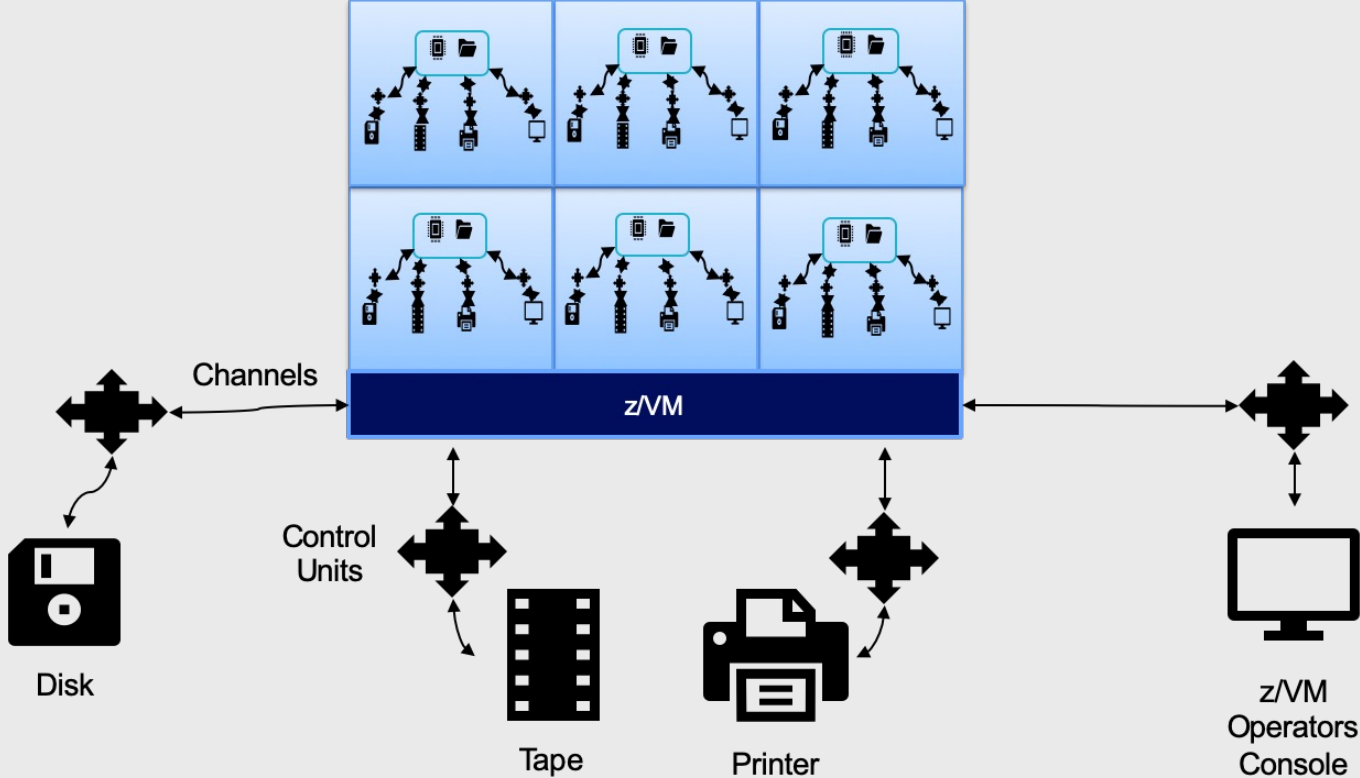 Channels
z/VM
Control
Units
Disk
Tape
Printer
z/VM
Operators
Console